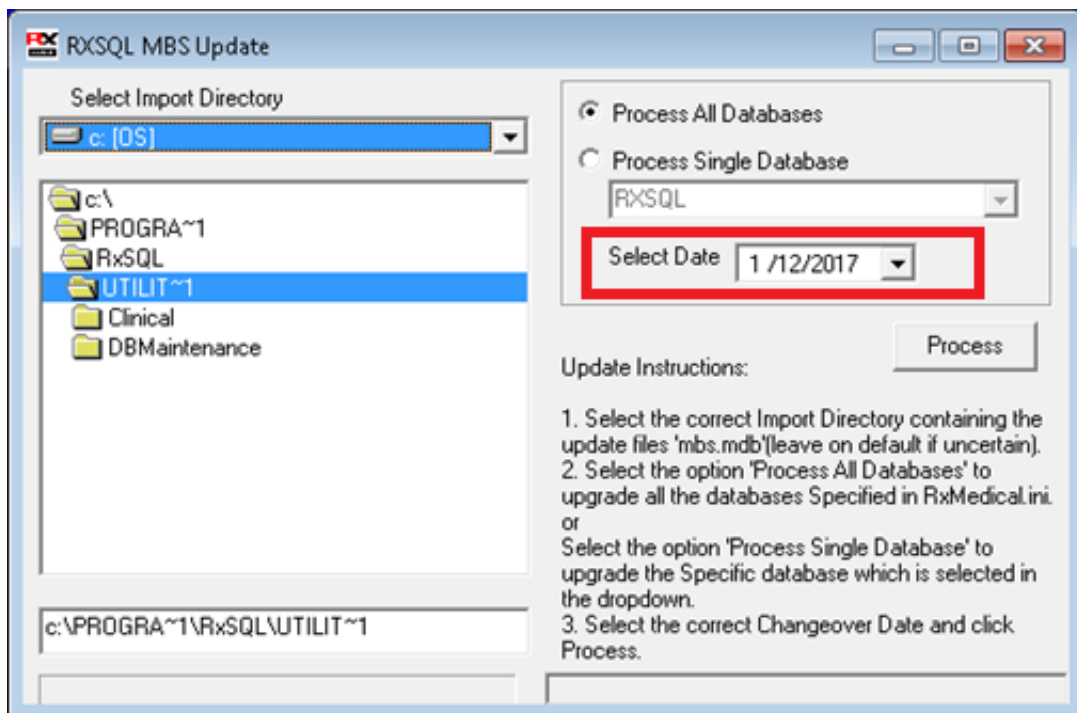 RX RXSQL MBS Update
Select Import Directory
c: [OS]
c:\
PROGRA~1
RxSQL
UTILIT~1
Clinical
DBMaintenance
c:\PROGRA~1\RxSQL\UTILIT~1
Process All Databases
Process Single Database
RXSQL
Select Date 1 /12/2017
Process
Update Instructions:
1. Select the correct Import Directory containing the
update files 'mbs.mdb'(leave on default if uncertain).
2. Select the option 'Process All Databases' to
upgrade all the databases Specified in RxMedical.ini.
or
Select the option 'Process Single Database' to
upgrade the Specific database which is selected in
the dropdown.
3. Select the correct Changeover Date and click
Process.